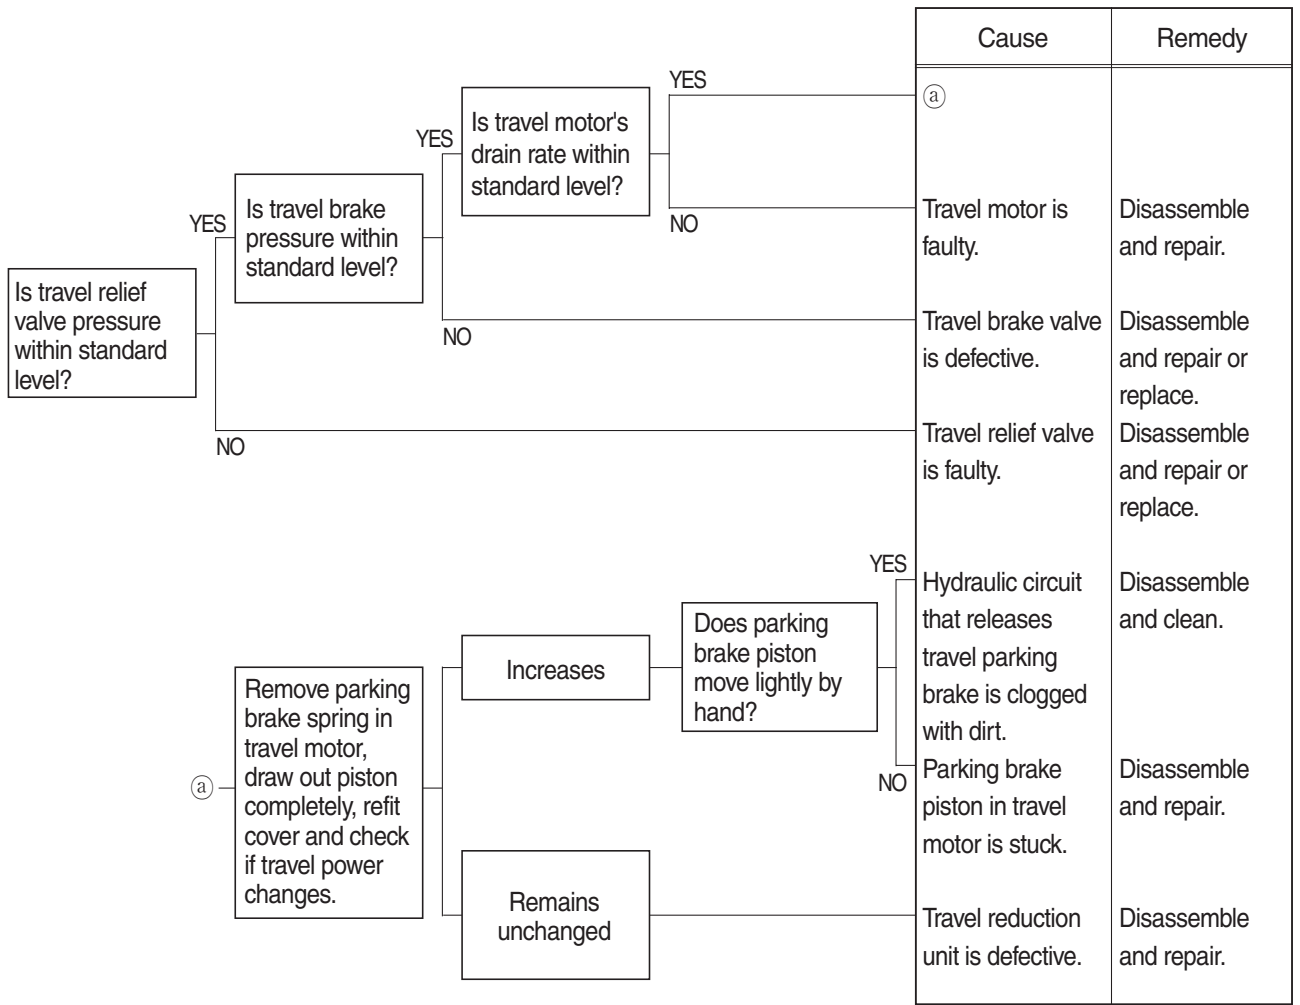 Cause
Remedy
YES
ⓐ
Is travel motor's
drain rate within
standard level?
YES
NO
Travel motor is
faulty.
Disassemble
and repair.
Is travel brake
pressure within
standard level?
YES
NO
Travel brake valve
is defective.
Disassemble
and repair or
replace.
Is travel relief
valve pressure
within standard
level?
NO
Travel relief valve
is faulty.
Disassemble
and repair or
replace.
YES
Hydraulic circuit
that releases
travel parking
brake is clogged
with dirt.
Disassemble
and clean.
Does parking
brake piston
move lightly by
hand?
Increases
ⓐ
Remove parking
brake spring in
travel motor,
draw out piston
completely, refit
cover and check
if travel power
changes.
NO
Parking brake
piston in travel
motor is stuck.
Disassemble
and repair.
Remains
unchanged
Travel reduction
unit is defective.
Disassemble
and repair.